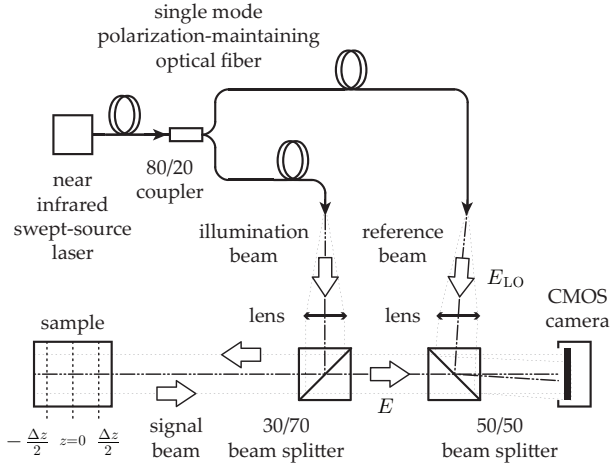 single mode
polarization-maintaining
optical fiber
80/20
coupler
near
infrared
swept-source
laser
illumination
beam
reference
beam
E_LO
CMOS
camera
sample
lens
lens
E
− Δz/2 z=0 Δz/2
signal
beam
30/70
beam splitter
50/50
beam splitter